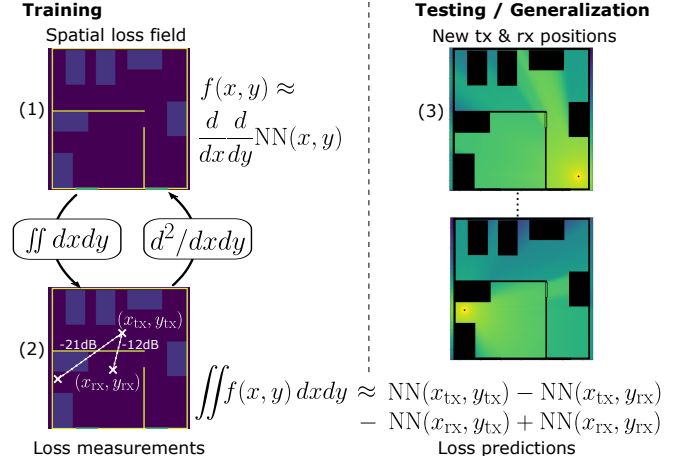 Training
Testing / Generalization
Spatial loss field
New tx & rx positions
(1)
f(x, y) ≈
d/dx d/dy NN(x, y)
(3)
∬ dxdy
d²/dxdy
(2)
(x_tx, y_tx)
-21dB
-12dB
(x_rx, y_rx)
∬ f(x, y) dxdy ≈ NN(x_tx, y_tx) − NN(x_tx, y_rx)
− NN(x_rx, y_tx) + NN(x_rx, y_rx)
Loss measurements
Loss predictions